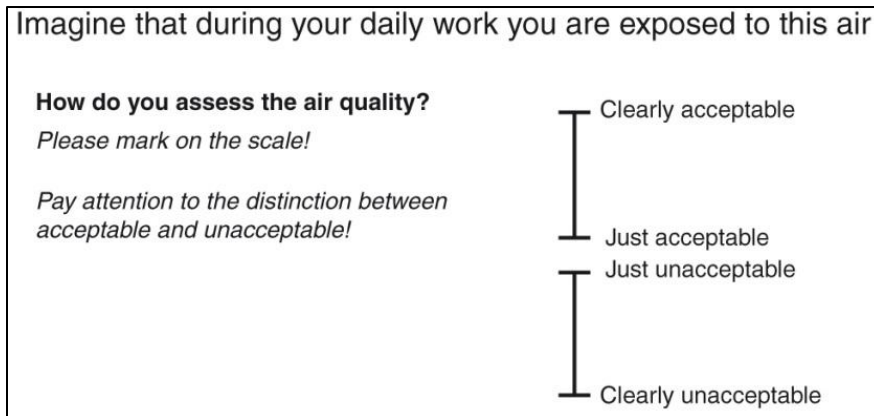 Imagine that during your daily work you are exposed to this air
How do you assess the air quality?
Please mark on the scale!
Pay attention to the distinction between
acceptable and unacceptable!
Clearly acceptable
Just acceptable
Just unacceptable
Clearly unacceptable